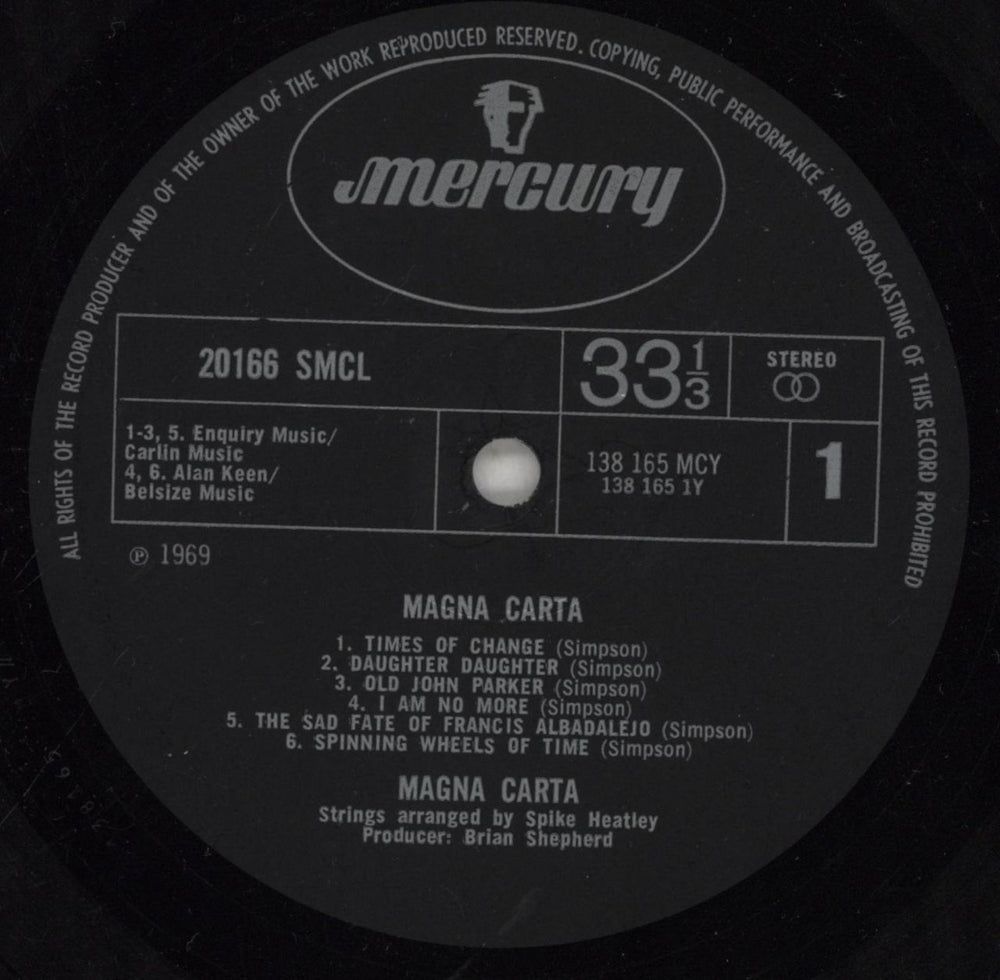 ALL RIGHTS OF THE RECORD PRODUCER AND OF THE OWNER OF THE WORK REPRODUCED RESERVED. COPYING, PUBLIC PERFORMANCE AND BROADCASTING OF THIS RECORD PROHIBITED
mercury
20166 SMCL
33 1/3
STEREO
1-3, 5. Enquiry Music/
Carlin Music
4, 6. Alan Keen/
Belsize Music
138 165 MCY
138 165 1Y
1
Ⓟ 1969
MAGNA CARTA
1. TIMES OF CHANGE (Simpson)
2. DAUGHTER DAUGHTER (Simpson)
3. OLD JOHN PARKER (Simpson)
4. I AM NO MORE (Simpson)
5. THE SAD FATE OF FRANCIS ALBADALEJO (Simpson)
6. SPINNING WHEELS OF TIME (Simpson)
MAGNA CARTA
Strings arranged by Spike Heatley
Producer: Brian Shepherd